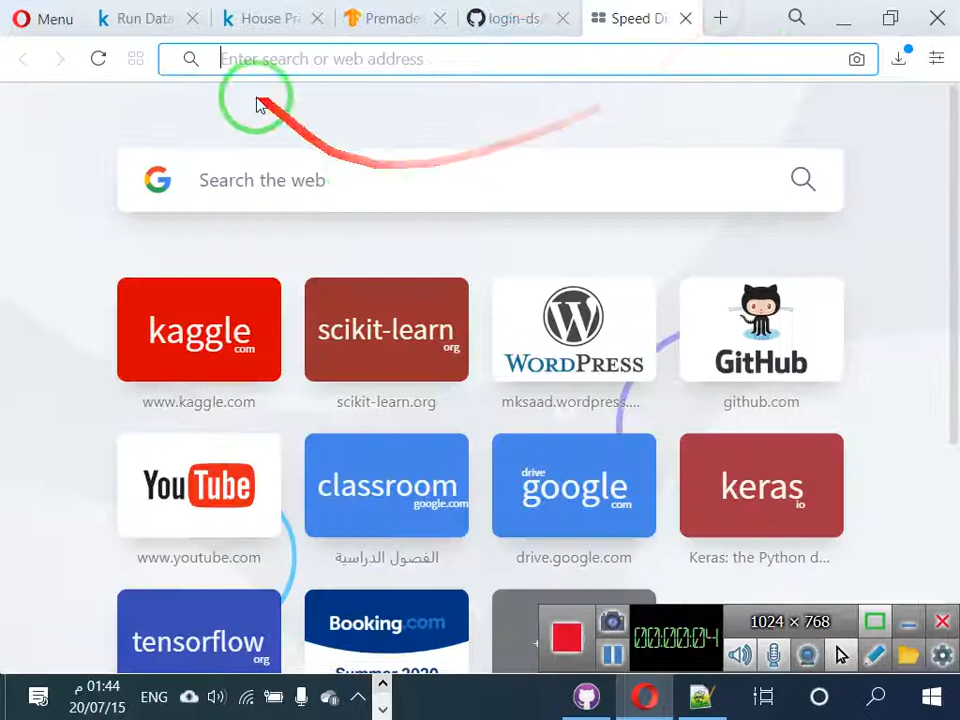 Menu
Run Data
House Pr
Premade
login-ds/
Speed Di
Enter search or web address
Search the web
kaggle
com
scikit-learn
org
WORDPRESS
GitHub
www.kaggle.com
scikit-learn.org
mksaad.wordpress....
github.com
YouTube
classroom
google.com
drive
google
com
keras
io
www.youtube.com
الفصول الدراسية
drive.google.com
Keras: the Python d...
tensorflow
org
Booking.com
Summer 2020
00:00:04
1024 × 768
01:44 م
20/07/15
ENG